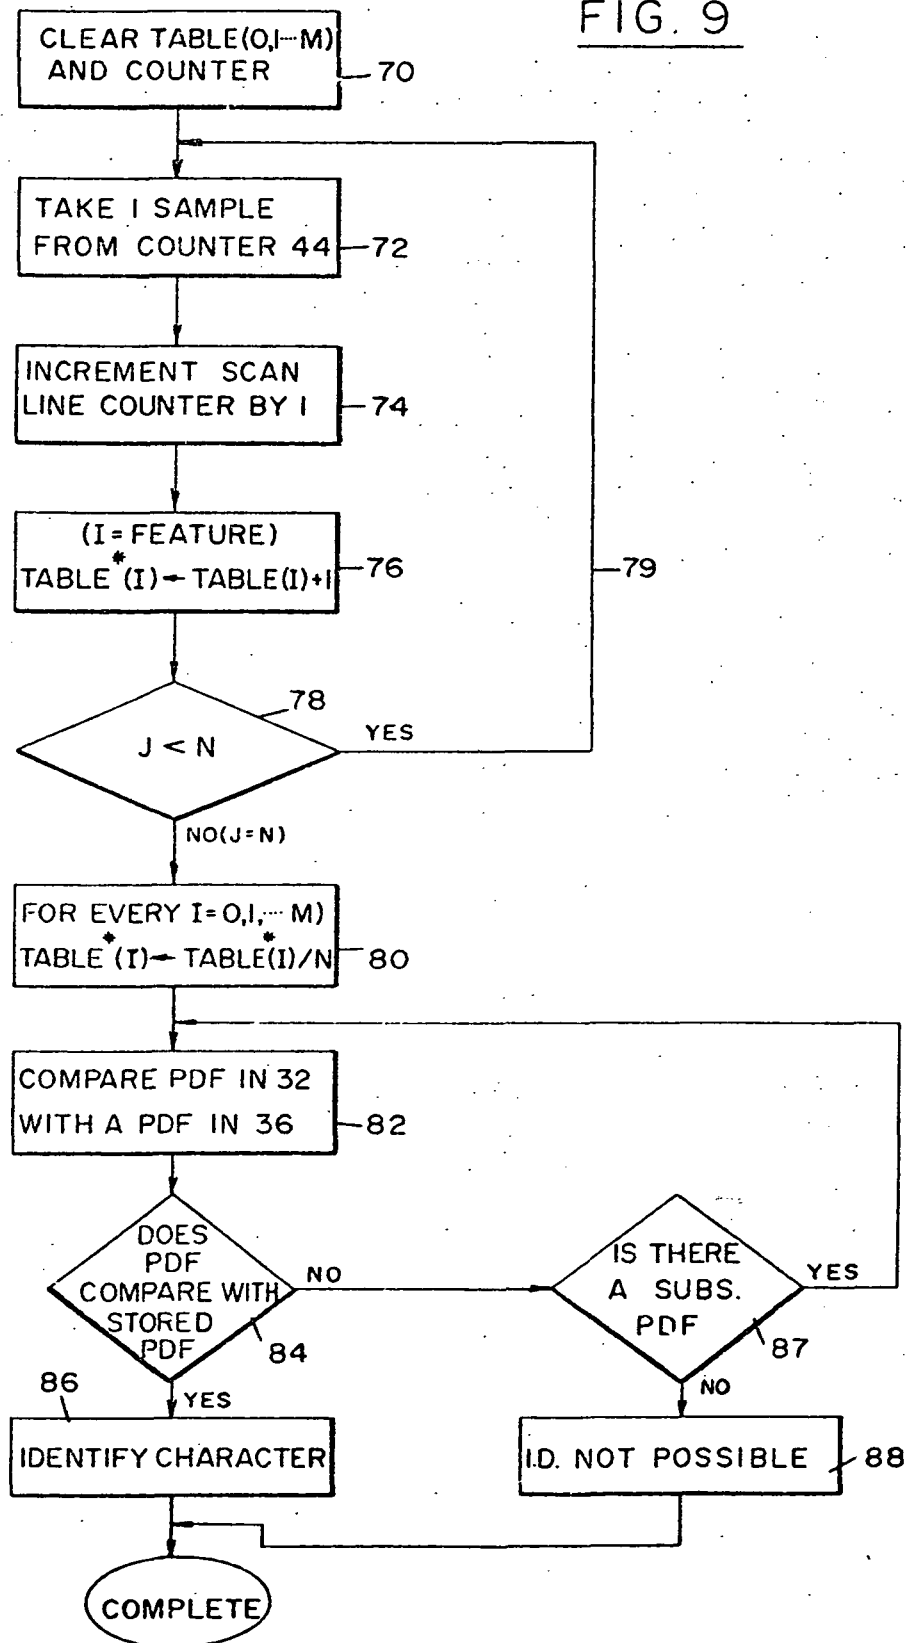 FIG. 9
CLEAR TABLE(0,1---M)
AND COUNTER
70
TAKE 1 SAMPLE
FROM COUNTER 44
72
INCREMENT SCAN
LINE COUNTER BY 1
74
(I = FEATURE)
TABLE*(I)← TABLE(I)+1
76
79
78
J < N
YES
NO(J=N)
FOR EVERY I=0,1,--- M)
TABLE*(I)← TABLE*(I)/N
80
COMPARE PDF IN 32
WITH A PDF IN 36
82
DOES
PDF
COMPARE WITH
STORED
PDF
84
NO
IS THERE
A SUBS.
PDF
87
YES
86
YES
NO
IDENTIFY CHARACTER
I.D. NOT POSSIBLE
88
COMPLETE